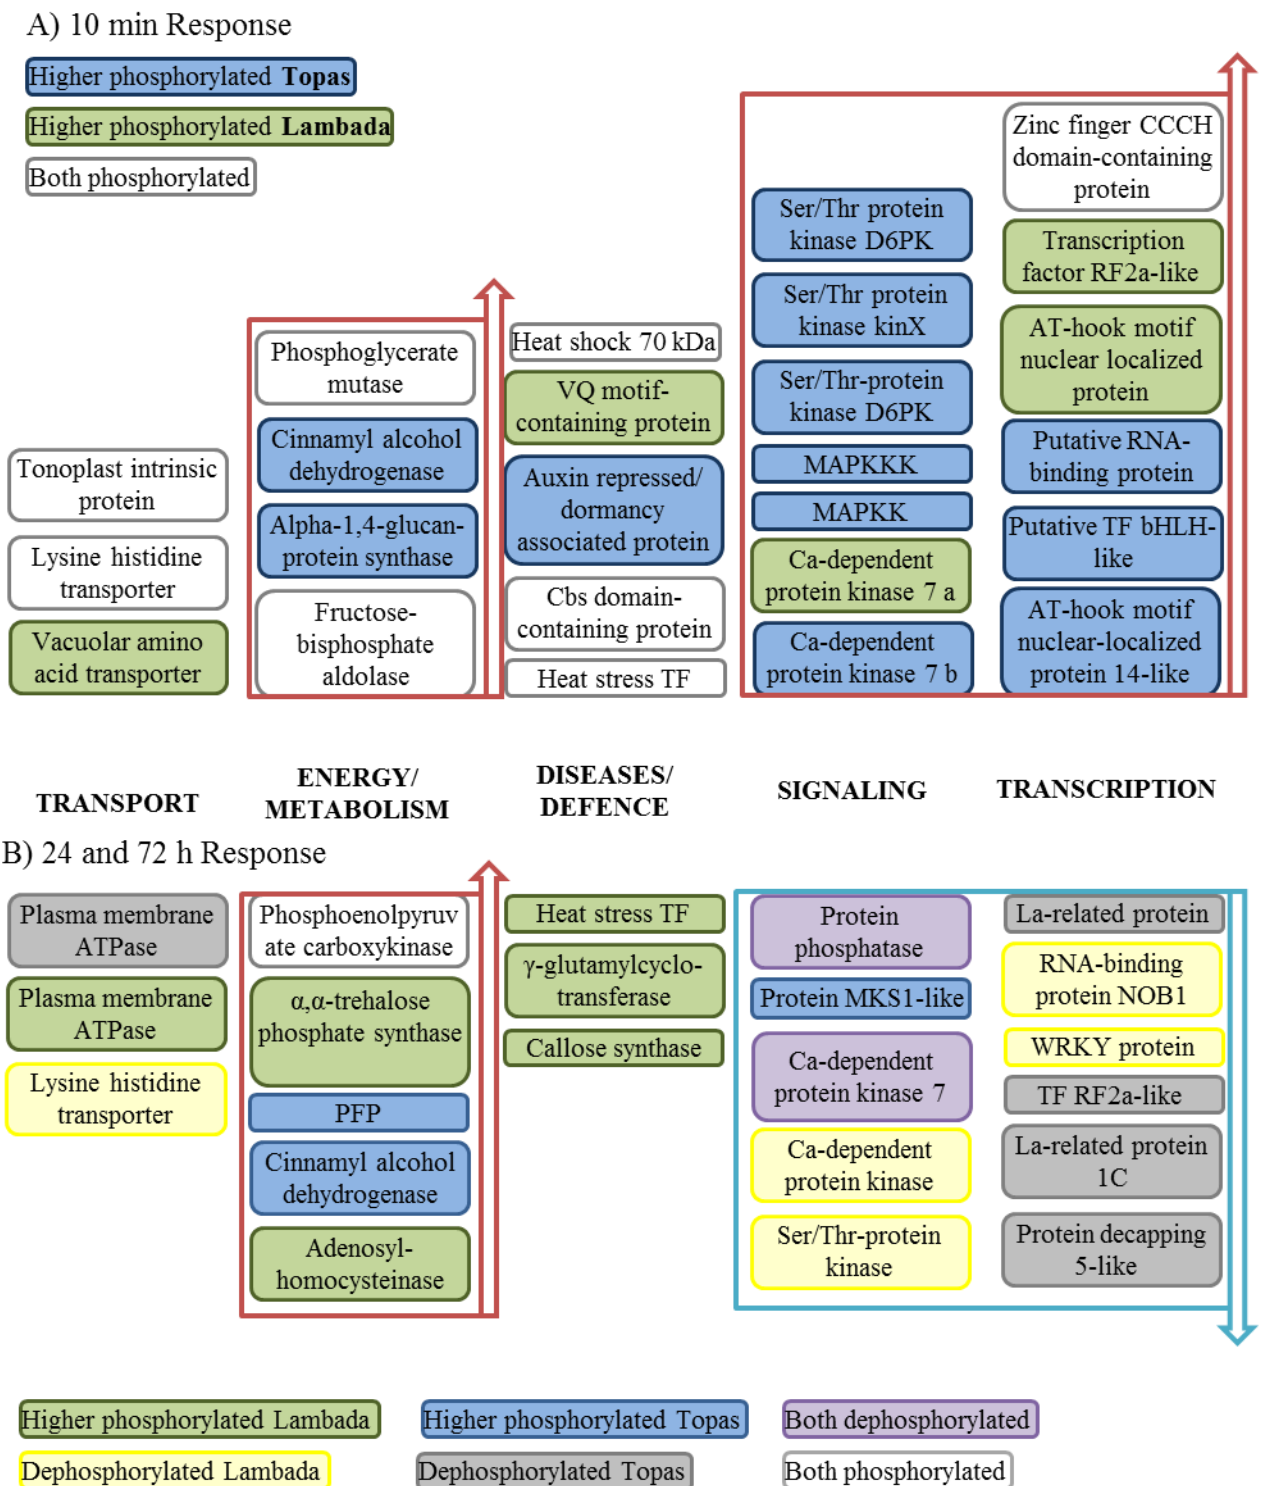 A) 10 min Response
Higher phosphorylated Topas
Higher phosphorylated Lambada
Both phosphorylated
Tonoplast intrinsic
protein
Lysine histidine
transporter
Vacuolar amino
acid transporter
Phosphoglycerate
mutase
Cinnamyl alcohol
dehydrogenase
Alpha-1,4-glucan-
protein synthase
Fructose-
bisphosphate
aldolase
Heat shock 70 kDa
VQ motif-
containing protein
Auxin repressed/
dormancy
associated protein
Cbs domain-
containing protein
Heat stress TF
Ser/Thr protein
kinase D6PK
Ser/Thr protein
kinase kinX
Ser/Thr-protein
kinase D6PK
MAPKKK
MAPKK
Ca-dependent
protein kinase 7 a
Ca-dependent
protein kinase 7 b
Zinc finger CCCH
domain-containing
protein
Transcription
factor RF2a-like
AT-hook motif
nuclear localized
protein
Putative RNA-
binding protein
Putative TF bHLH-
like
AT-hook motif
nuclear-localized
protein 14-like
TRANSPORT
ENERGY/
METABOLISM
DISEASES/
DEFENCE
SIGNALING
TRANSCRIPTION
B) 24 and 72 h Response
Plasma membrane
ATPase
Plasma membrane
ATPase
Lysine histidine
transporter
Phosphoenolpyruv
ate carboxykinase
α,α-trehalose
phosphate synthase
PFP
Cinnamyl alcohol
dehydrogenase
Adenosyl-
homocysteinase
Heat stress TF
γ-glutamylcyclo-
transferase
Callose synthase
Protein
phosphatase
Protein MKS1-like
Ca-dependent
protein kinase 7
Ca-dependent
protein kinase
Ser/Thr-protein
kinase
La-related protein
RNA-binding
protein NOB1
WRKY protein
TF RF2a-like
La-related protein
1C
Protein decapping
5-like
Higher phosphorylated Lambada
Higher phosphorylated Topas
Both dephosphorylated
Dephosphorylated Lambada
Dephosphorylated Topas
Both phosphorylated